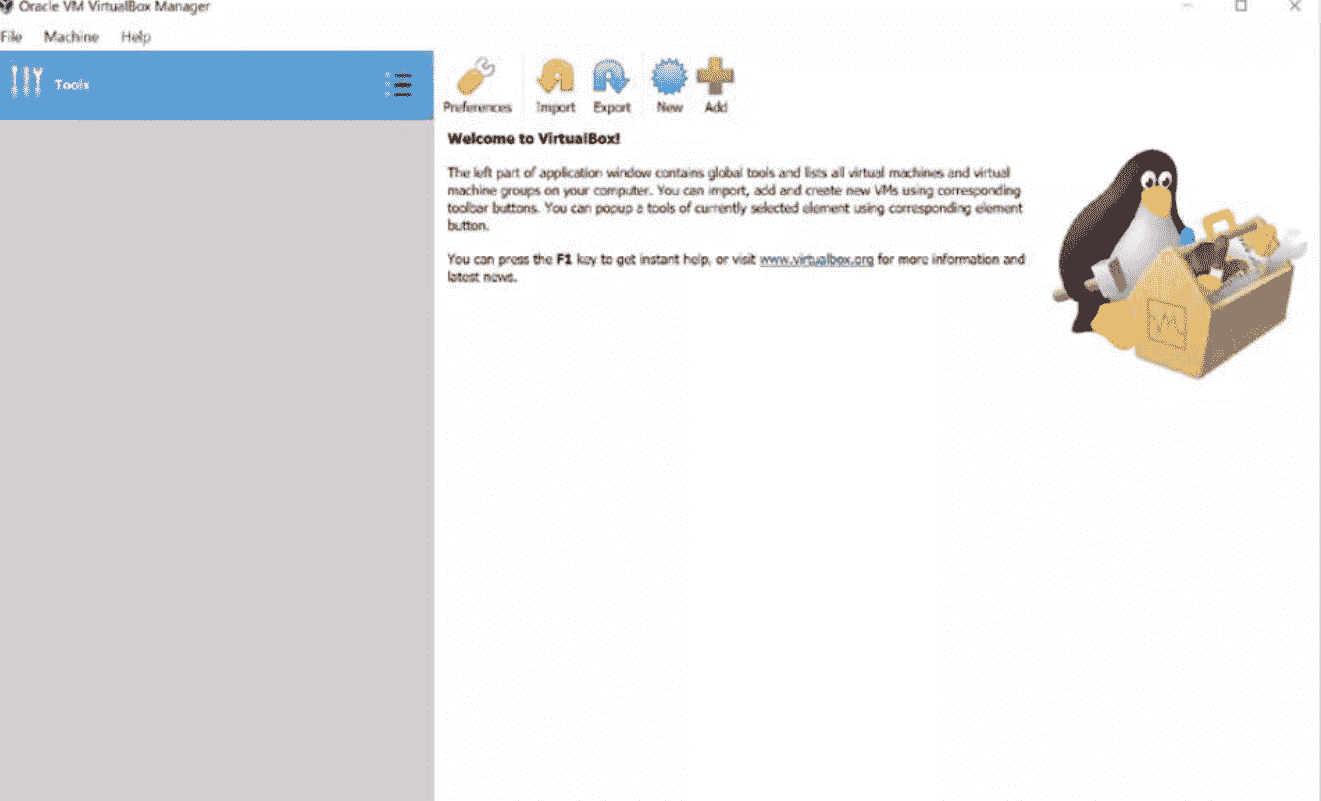 Oracle VM VirtualBox Manager
File Machine Help
Tools
Preferences Import Export New Add
Welcome to VirtualBox!
The left part of application window contains global tools and lists all virtual machines and virtual
machine groups on your computer. You can import, add and create new VMs using corresponding
toolbar buttons. You can popup a tools of currently selected element using corresponding element
button.
You can press the F1 key to get instant help, or visit www.virtualbox.org for more information and
latest news.